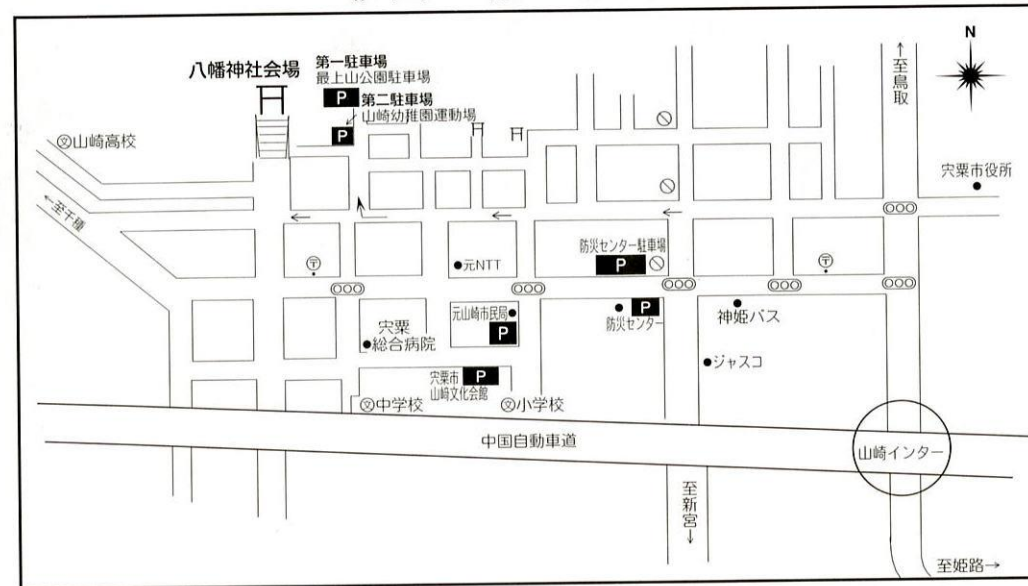 N
八幡神社会場
第一駐車場
最上山公園駐車場
P
第二駐車場
P
山崎幼稚園運動場
↑至鳥取
文山崎高校
宍粟市役所
←至千種
〒
元NTT
防災センター駐車場
P
〒
元山崎市民局
P
P
防災センター
神姫バス
宍粟
総合病院
ジャスコ
宍粟市
山崎文化会館
P
文中学校
文小学校
中国自動車道
山崎インター
至新宮↓
至姫路→